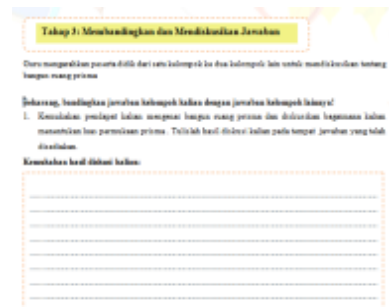 Tahap 3: Membandingkan dan Mendiskusikan Jawaban
Guru mengarahkan peserta didik dari satu kelompok ke dua kelompok lain untuk mendiskusikan tentang
bangun ruang prisma
Sekarang, bandingkan jawaban kelompok kalian dengan jawaban kelompok lainnya!
1. Kemukakan pendapat kalian mengenai bangun ruang prisma dan diskusikan bagaimana kalian
menentukan luas permukaan prisma. Tulislah hasil diskusi kalian pada tempat jawaban yang telah
disediakan.
Kemukakan hasil diskusi kalian: